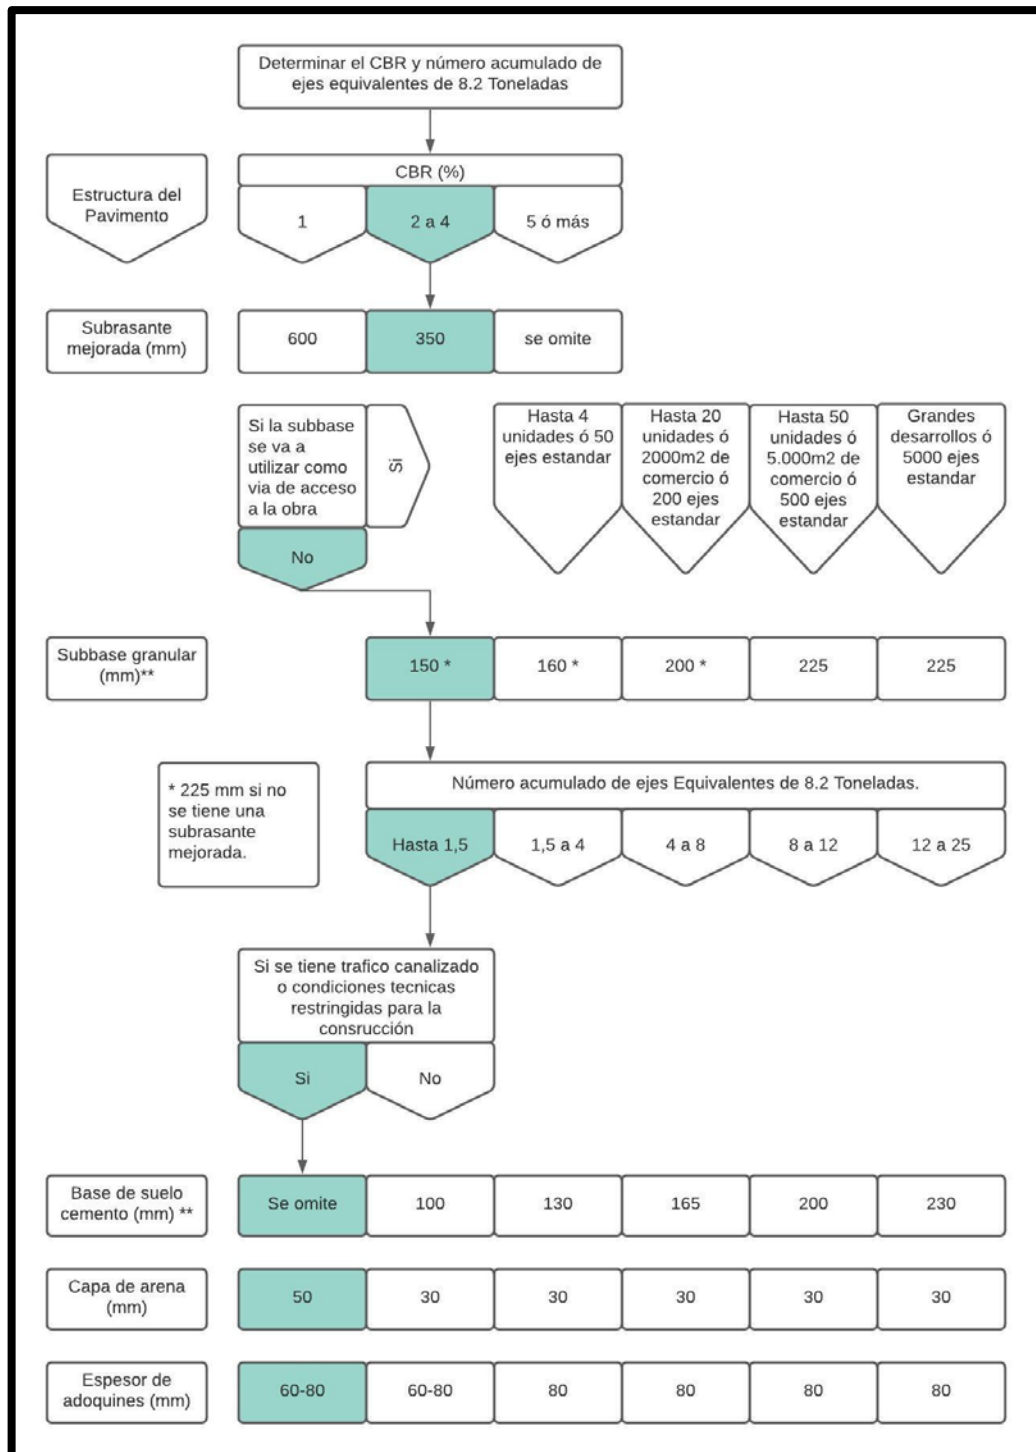 Determinar el CBR y número acumulado de
ejes equivalentes de 8.2 Toneladas
Estructura del
Pavimento
CBR (%)
1
2 a 4
5 ó más
Subrasante
mejorada (mm)
600
350
se omite
Si la subbase
se va a
utilizar como
via de acceso
a la obra
Si
No
Hasta 4
unidades ó 50
ejes estandar
Hasta 20
unidades ó
2000m2 de
comercio ó
200 ejes
estandar
Hasta 50
unidades ó
5.000m2 de
comercio ó
500 ejes
estandar
Grandes
desarrollos ó
5000 ejes
estandar
Subbase granular
(mm)**
150 *
160 *
200 *
225
225
* 225 mm si no
se tiene una
subrasante
mejorada.
Número acumulado de ejes Equivalentes de 8.2 Toneladas.
Hasta 1,5
1,5 a 4
4 a 8
8 a 12
12 a 25
Si se tiene trafico canalizado
o condiciones tecnicas
restringidas para la
consrucción
Si
No
Base de suelo
cemento (mm) **
Se omite
100
130
165
200
230
Capa de arena
(mm)
50
30
30
30
30
30
Espesor de
adoquines (mm)
60-80
60-80
80
80
80
80